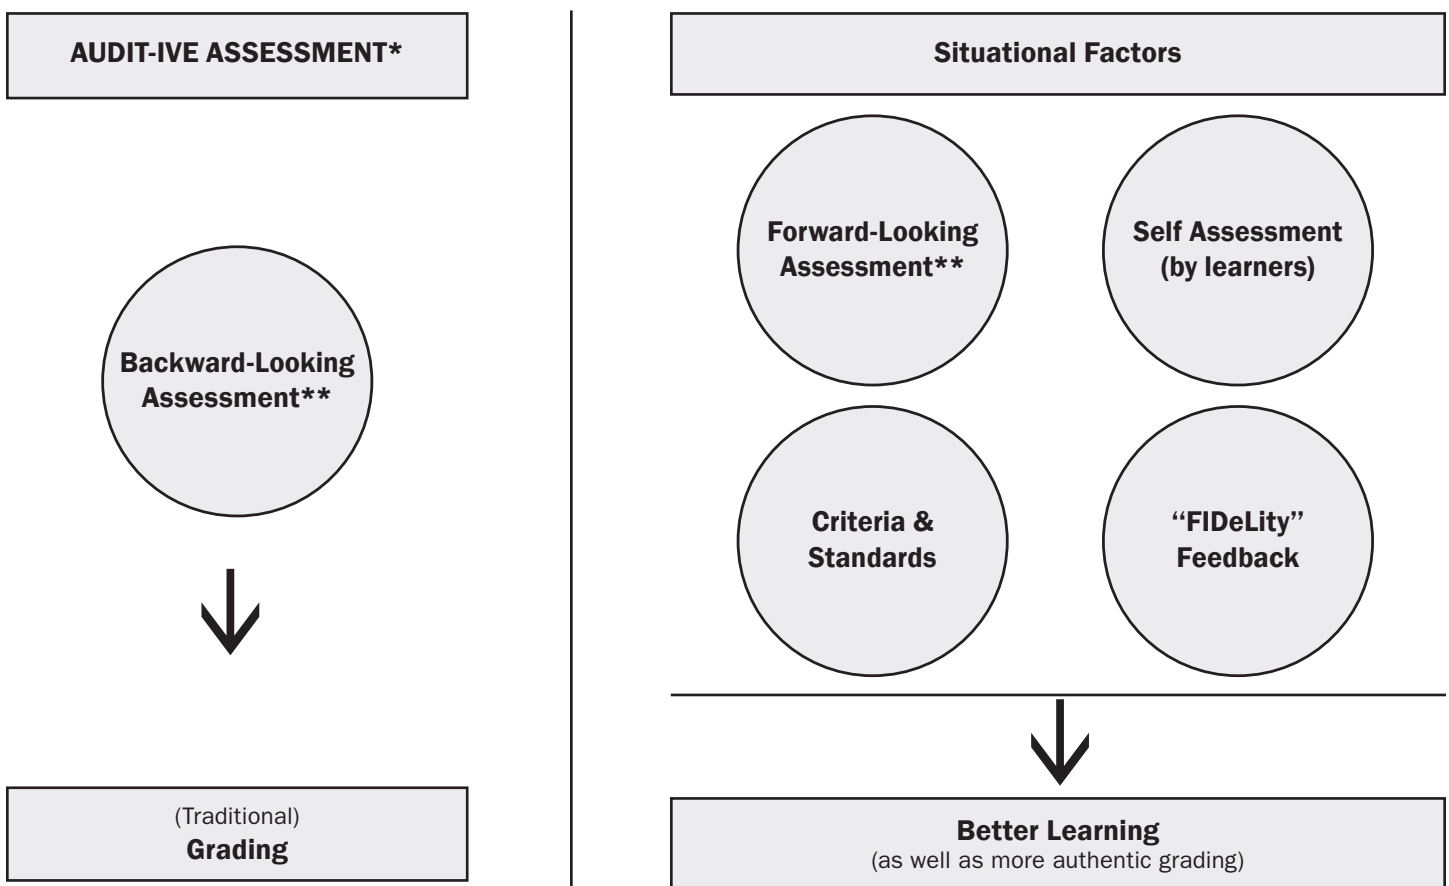 AUDIT-IVE ASSESSMENT*
Backward-Looking
Assessment**
(Traditional)
Grading
Situational Factors
Forward-Looking
Assessment**
Self Assessment
(by learners)
Criteria &
Standards
“FIDeLity”
Feedback
Better Learning
(as well as more authentic grading)